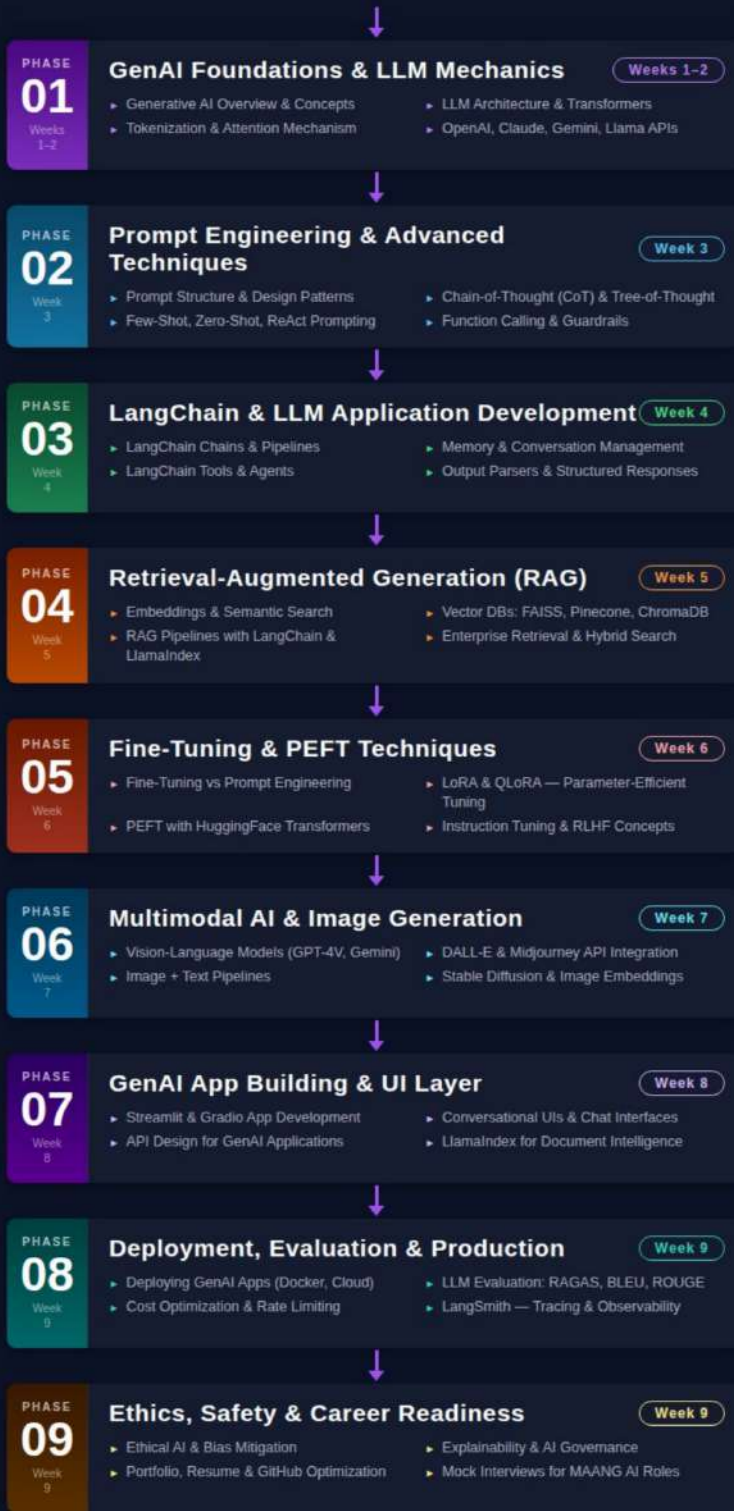 PHASE
01
Weeks
1–2
GenAI Foundations & LLM Mechanics
Weeks 1–2
▸ Generative AI Overview & Concepts
▸ LLM Architecture & Transformers
▸ Tokenization & Attention Mechanism
▸ OpenAI, Claude, Gemini, Llama APIs
PHASE
02
Week
3
Prompt Engineering & Advanced
Techniques
Week 3
▸ Prompt Structure & Design Patterns
▸ Chain-of-Thought (CoT) & Tree-of-Thought
▸ Few-Shot, Zero-Shot, ReAct Prompting
▸ Function Calling & Guardrails
PHASE
03
Week
4
LangChain & LLM Application Development
Week 4
▸ LangChain Chains & Pipelines
▸ Memory & Conversation Management
▸ LangChain Tools & Agents
▸ Output Parsers & Structured Responses
PHASE
04
Week
5
Retrieval-Augmented Generation (RAG)
Week 5
▸ Embeddings & Semantic Search
▸ Vector DBs: FAISS, Pinecone, ChromaDB
▸ RAG Pipelines with LangChain &
LlamaIndex
▸ Enterprise Retrieval & Hybrid Search
PHASE
05
Week
6
Fine-Tuning & PEFT Techniques
Week 6
▸ Fine-Tuning vs Prompt Engineering
▸ LoRA & QLoRA — Parameter-Efficient
Tuning
▸ PEFT with HuggingFace Transformers
▸ Instruction Tuning & RLHF Concepts
PHASE
06
Week
7
Multimodal AI & Image Generation
Week 7
▸ Vision-Language Models (GPT-4V, Gemini)
▸ DALL-E & Midjourney API Integration
▸ Image + Text Pipelines
▸ Stable Diffusion & Image Embeddings
PHASE
07
Week
8
GenAI App Building & UI Layer
Week 8
▸ Streamlit & Gradio App Development
▸ Conversational UIs & Chat Interfaces
▸ API Design for GenAI Applications
▸ LlamaIndex for Document Intelligence
PHASE
08
Week
9
Deployment, Evaluation & Production
Week 9
▸ Deploying GenAI Apps (Docker, Cloud)
▸ LLM Evaluation: RAGAS, BLEU, ROUGE
▸ Cost Optimization & Rate Limiting
▸ LangSmith — Tracing & Observability
PHASE
09
Week
9
Ethics, Safety & Career Readiness
Week 9
▸ Ethical AI & Bias Mitigation
▸ Explainability & AI Governance
▸ Portfolio, Resume & GitHub Optimization
▸ Mock Interviews for MAANG AI Roles